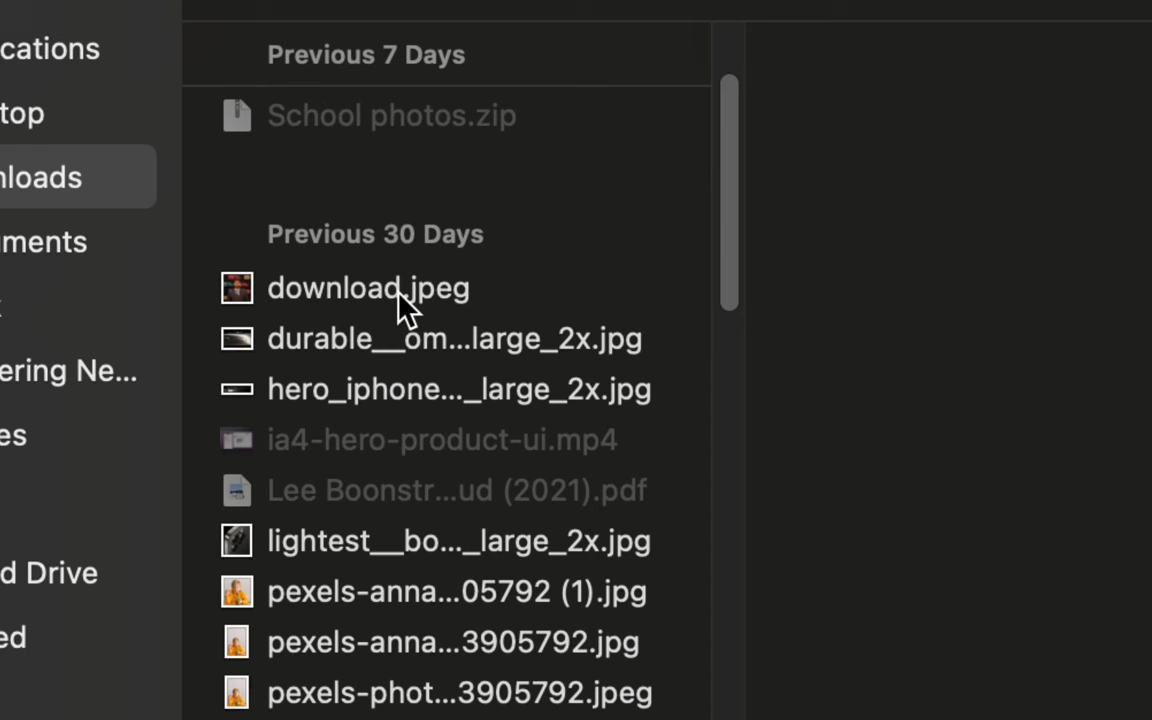 cations
top
nloads
uments
ering Ne...
es
d Drive
ed
Previous 7 Days
School photos.zip
Previous 30 Days
download.jpeg
durable__om...large_2x.jpg
hero_iphone..._large_2x.jpg
ia4-hero-product-ui.mp4
Lee Boonstr...ud (2021).pdf
lightest__bo..._large_2x.jpg
pexels-anna...05792 (1).jpg
pexels-anna...3905792.jpg
pexels-phot...3905792.jpeg